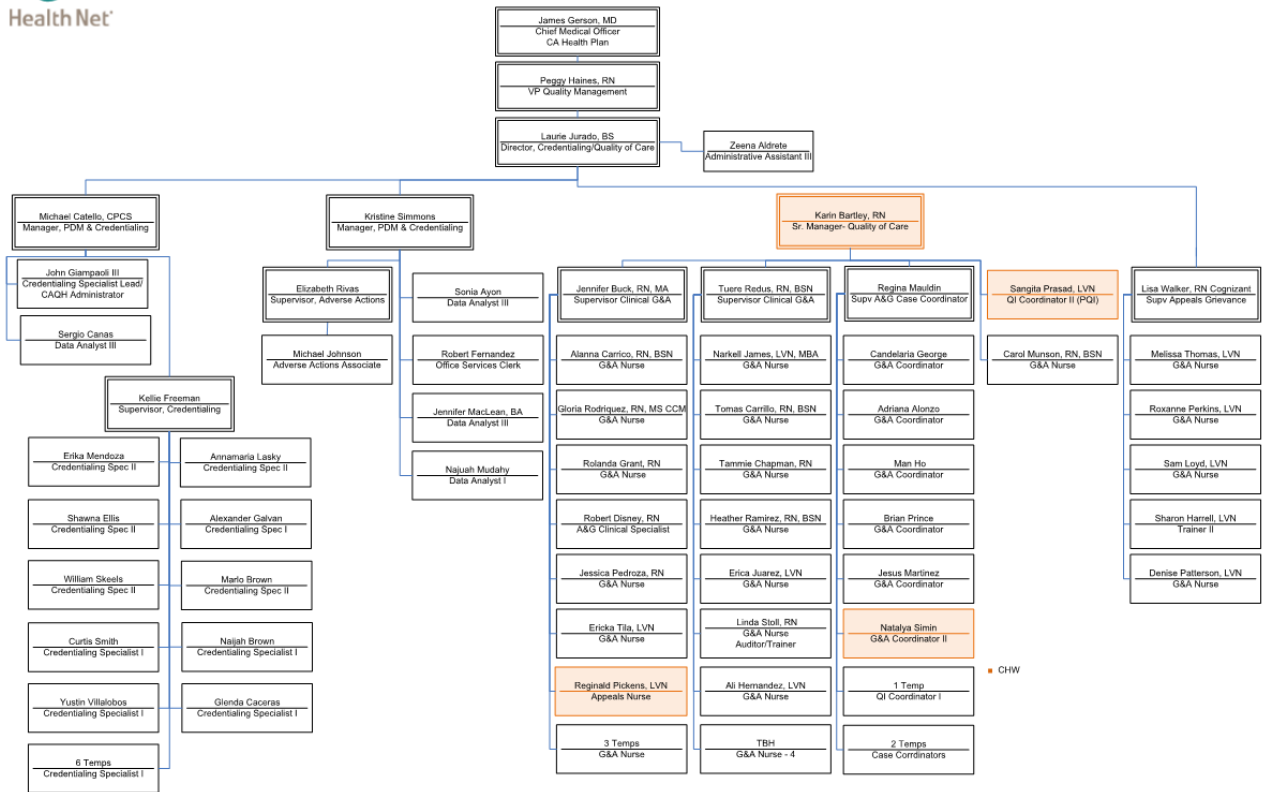 Health Net
James Gerson, MD
Chief Medical Officer
CA Health Plan
Peggy Haines, RN
VP Quality Management
Laurie Jurado, BS
Director, Credentialing/Quality of Care
Zeena Aldrete
Administrative Assistant III
Michael Catello, CPCS
Manager, PDM & Credentialing
Kristine Simmons
Manager, PDM & Credentialing
Karin Bartley, RN
Sr. Manager- Quality of Care
John Giampaoli III
Credentialing Specialist Lead/
CAQH Administrator
Sergio Canas
Data Analyst III
Kellie Freeman
Supervisor, Credentialing
Erika Mendoza
Credentialing Spec II
Annamaria Lasky
Credentialing Spec II
Shawna Ellis
Credentialing Spec II
Alexander Galvan
Credentialing Spec I
William Skeels
Credentialing Spec II
Marlo Brown
Credentialing Spec II
Curtis Smith
Credentialing Specialist I
Naijah Brown
Credentialing Specialist I
Yustin Villalobos
Credentialing Specialist I
Glenda Caceras
Credentialing Specialist I
6 Temps
Credentialing Specialist I
Elizabeth Rivas
Supervisor, Adverse Actions
Michael Johnson
Adverse Actions Associate
Sonia Ayon
Data Analyst III
Robert Fernandez
Office Services Clerk
Jennifer MacLean, BA
Data Analyst III
Najuah Mudahy
Data Analyst I
Jennifer Buck, RN, MA
Supervisor Clinical G&A
Alanna Carrico, RN, BSN
G&A Nurse
Gloria Rodriquez, RN, MS CCM
G&A Nurse
Rolanda Grant, RN
G&A Nurse
Robert Disney, RN
A&G Clinical Specialist
Jessica Pedroza, RN
G&A Nurse
Ericka Tila, LVN
G&A Nurse
Reginald Pickens, LVN
Appeals Nurse
3 Temps
G&A Nurse
Tuere Redus, RN, BSN
Supervisor Clinical G&A
Narkell James, LVN, MBA
G&A Nurse
Tomas Carrillo, RN, BSN
G&A Nurse
Tammie Chapman, RN
G&A Nurse
Heather Ramirez, RN, BSN
G&A Nurse
Erica Juarez, LVN
G&A Nurse
Linda Stoll, RN
G&A Nurse
Auditor/Trainer
Ali Hernandez, LVN
G&A Nurse
TBH
G&A Nurse - 4
Regina Mauldin
Supv A&G Case Coordinator
Candelaria George
G&A Coordinator
Adriana Alonzo
G&A Coordinator
Man Ho
G&A Coordinator
Brian Prince
G&A Coordinator
Jesus Martinez
G&A Coordinator
Natalya Simin
G&A Coordinator II
1 Temp
QI Coordinator I
2 Temps
Case Corrdinators
Sangita Prasad, LVN
QI Coordinator II (PQI)
Carol Munson, RN, BSN
G&A Nurse
Lisa Walker, RN Cognizant
Supv Appeals Grievance
Melissa Thomas, LVN
G&A Nurse
Roxanne Perkins, LVN
G&A Nurse
Sam Loyd, LVN
G&A Nurse
Sharon Harrell, LVN
Trainer II
Denise Patterson, LVN
G&A Nurse
CHW